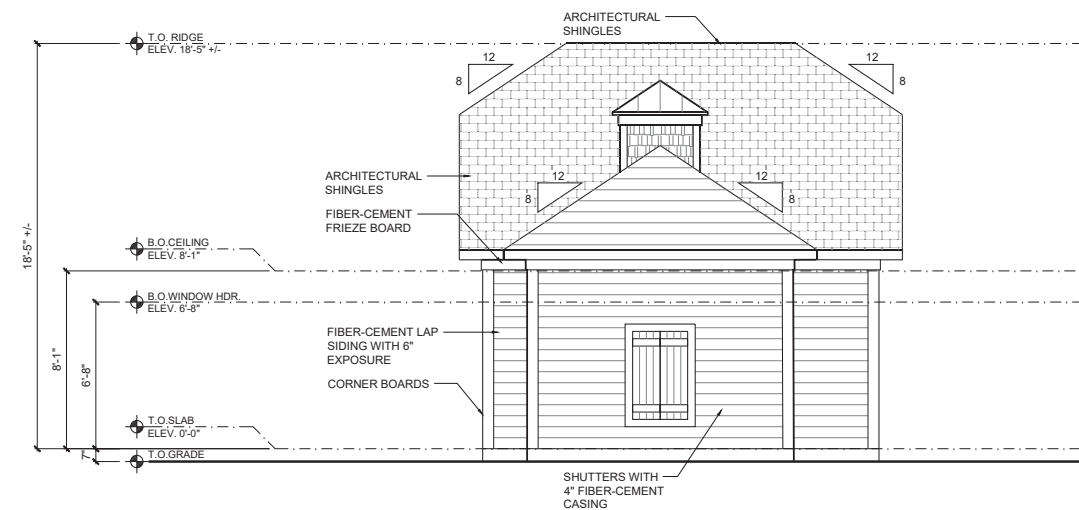 ARCHITECTURAL
SHINGLES
T.O. RIDGE
ELEV. 18'-5" +/-
12
8
12
8
ARCHITECTURAL
SHINGLES
12
8
12
8
FIBER-CEMENT
FRIEZE BOARD
18'-5" +/-
B.O.CEILING
ELEV. 8'-1"
B.O.WINDOW HDR.
ELEV. 6'-8"
FIBER-CEMENT LAP
SIDING WITH 6"
EXPOSURE
8'-1"
6'-8"
CORNER BOARDS
T.O.SLAB
ELEV. 0'-0"
7"
T.O.GRADE
SHUTTERS WITH
4" FIBER-CEMENT
CASING